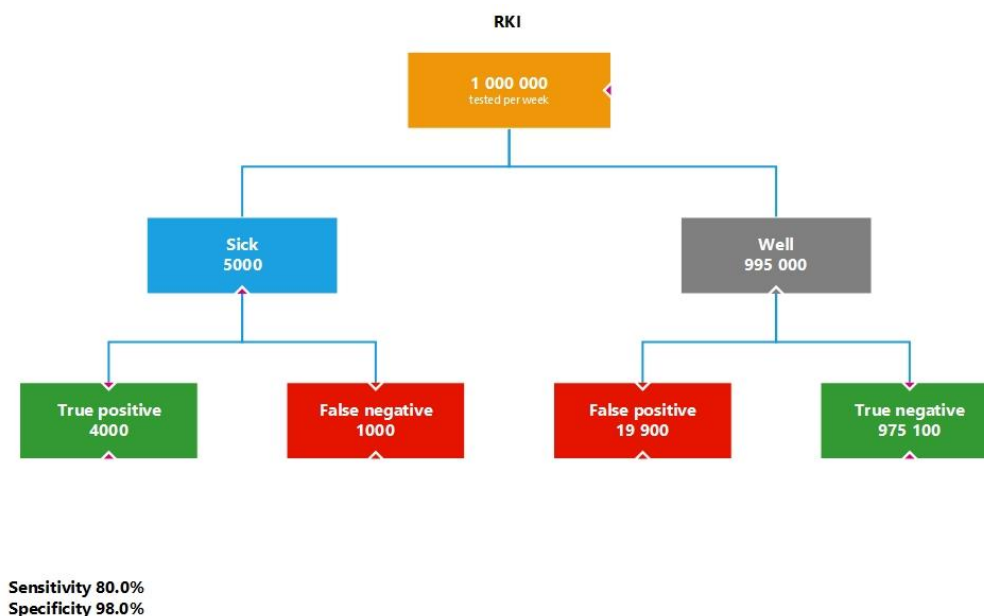 RKI
1 000 000
tested per week
Sick
5000
Well
995 000
True positive
4000
False negative
1000
False positive
19 900
True negative
975 100
Sensitivity 80.0%
Specificity 98.0%